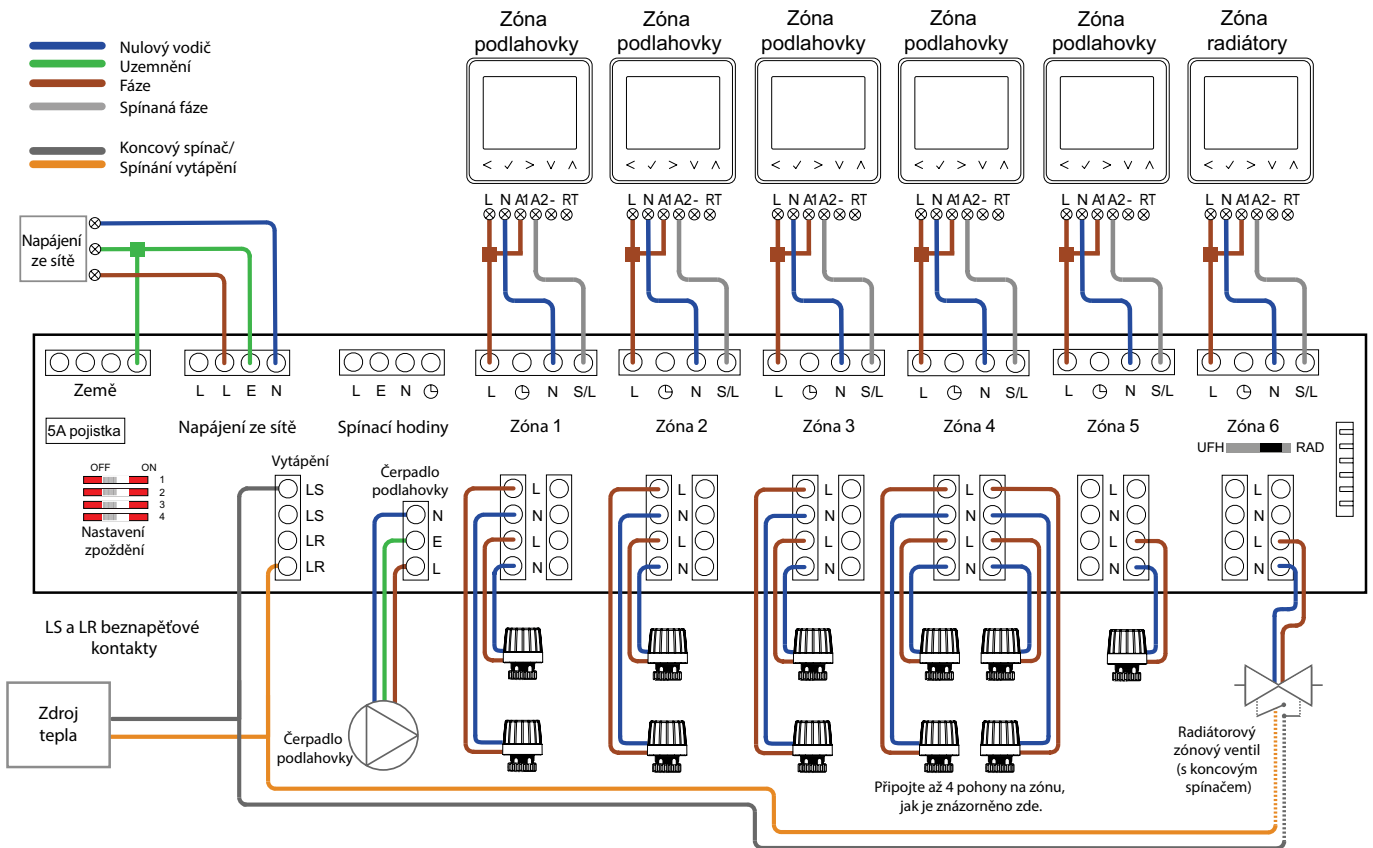 Zóna
podlahovky
Zóna
podlahovky
Zóna
podlahovky
Zóna
podlahovky
Zóna
podlahovky
Zóna
radiátory
Nulový vodič
Uzemnění
Fáze
Spínaná fáze
Koncový spínač/
Spínání vytápění
L N A1 A2 - RT
L N A1 A2 - RT
L N A1 A2 - RT
L N A1 A2 - RT
L N A1 A2 - RT
L N A1 A2 - RT
Napájení
ze sítě
Země
L L E N
L E N
L N S/L
L N S/L
L N S/L
L N S/L
L N S/L
L N S/L
5A pojistka
Napájení ze sítě
Spínací hodiny
Zóna 1
Zóna 2
Zóna 3
Zóna 4
Zóna 5
Zóna 6
UFH RAD
OFF ON
1
2
3
4
Nastavení
zpoždění
Vytápění
LS
LS
LR
LR
Čerpadlo
podlahovky
N
E
L
L
N
L
N
L
N
L
N
L
N
L
N
L
N
L
N
L
N
L
N
L
N
L
N
LS a LR beznapěťové
kontakty
Zdroj
tepla
Čerpadlo
podlahovky
Připojte až 4 pohony na zónu,
jak je znázorněno zde.
Radiátorový
zónový ventil
(s koncovým
spínačem)